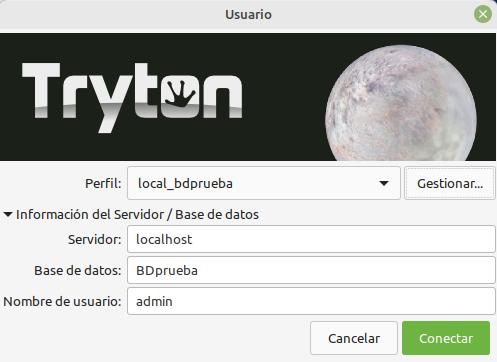 Usuario
Tryton
Perfil: local_bdprueba Gestionar...
Información del Servidor / Base de datos
Servidor: localhost
Base de datos: BDprueba
Nombre de usuario: admin
Cancelar Conectar